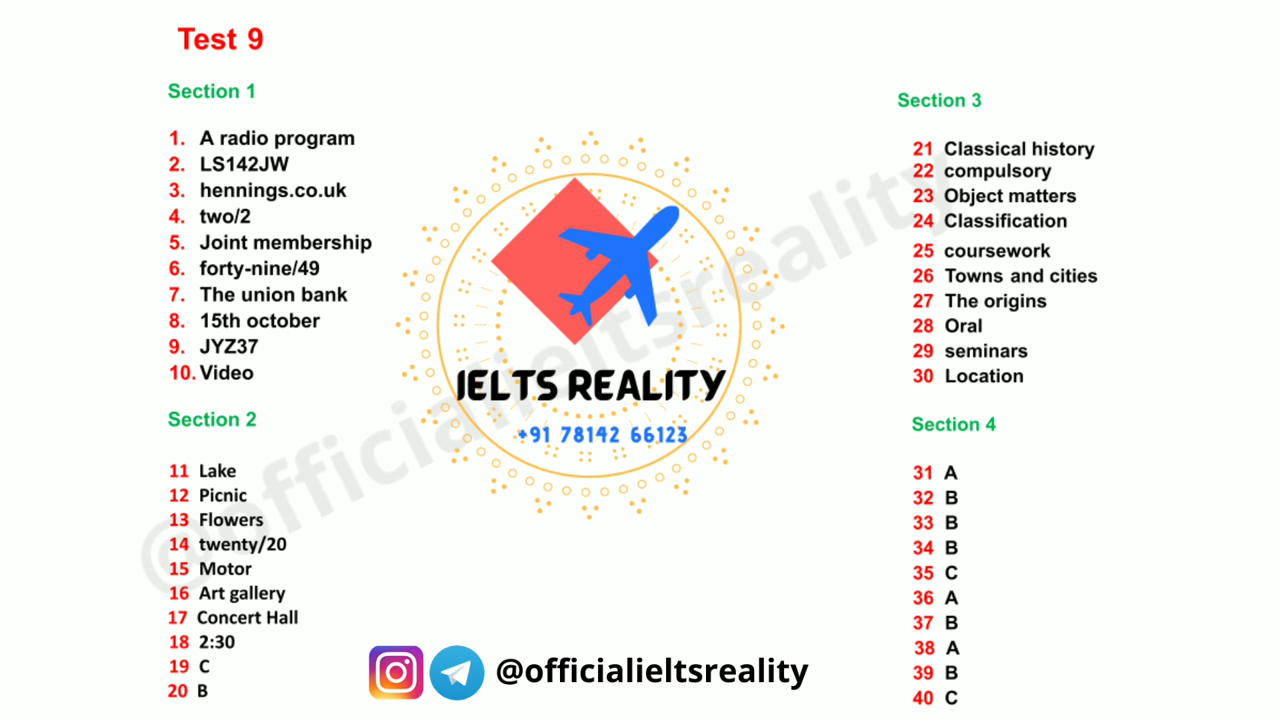 Test 9
Section 1
1. A radio program
2. LS142JW
3. hennings.co.uk
4. two/2
5. Joint membership
6. forty-nine/49
7. The union bank
8. 15th october
9. JYZ37
10. Video
Section 2
11 Lake
12 Picnic
13 Flowers
14 twenty/20
15 Motor
16 Art gallery
17 Concert Hall
18 2:30
19 C
20 B
IELTS REALITY
+91 78142 66123
@officialieltsreality
@officialieltsreality
Section 3
21 Classical history
22 compulsory
23 Object matters
24 Classification
25 coursework
26 Towns and cities
27 The origins
28 Oral
29 seminars
30 Location
Section 4
31 A
32 B
33 B
34 B
35 C
36 A
37 B
38 A
39 B
40 C